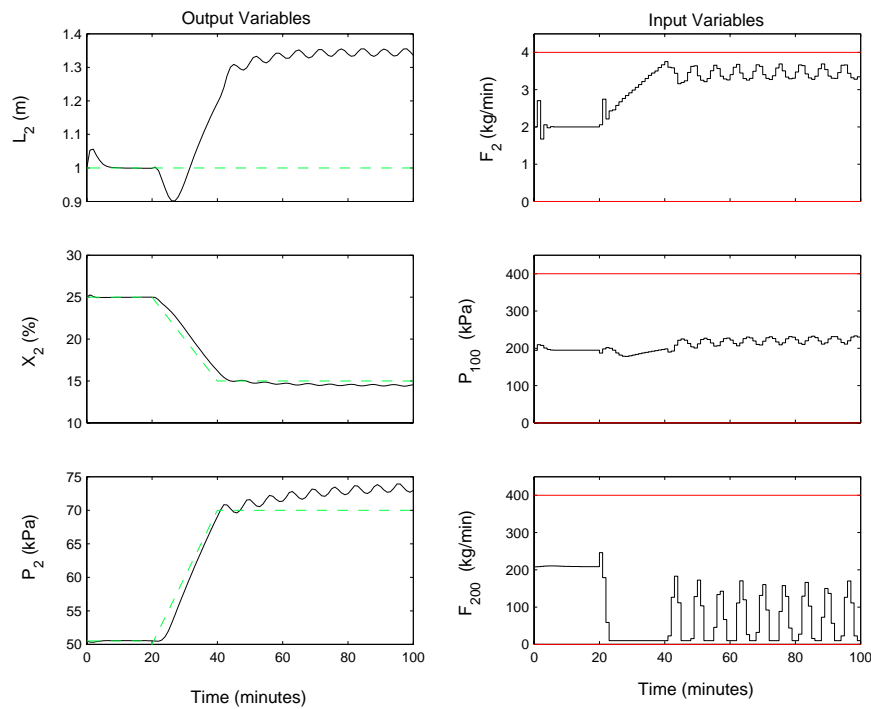 Output Variables
1.4
1.3
1.2
1.1
1
0.9
L2 (m)
Input Variables
4
3
2
1
0
F2 (kg/min)
30
25
20
15
10
X2 (%)
400
300
200
100
0
P100 (kPa)
75
70
65
60
55
50
P2 (kPa)
0 20 40 60 80 100
Time (minutes)
400
300
200
100
0
F200 (kg/min)
0 20 40 60 80 100
Time (minutes)